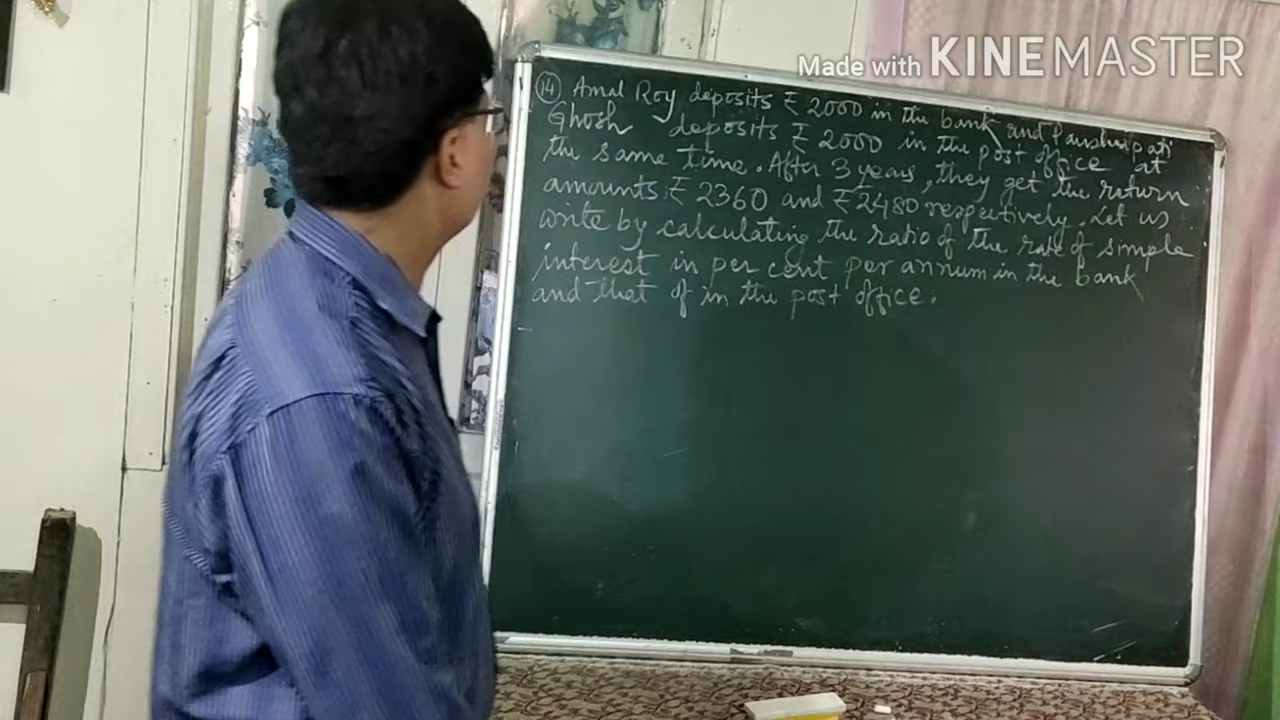 Made with KINEMASTER
(14) Amal Roy deposits ₹ 2000 in the bank and Pashupati
Ghosh deposits ₹ 2000 in the post office at
the same time. After 3 years, they get the return
amounts ₹ 2360 and ₹ 2480 respectively. Let us
write by calculating the ratio of the rate of simple
interest in per cent per annum in the bank
and that of in the post office.